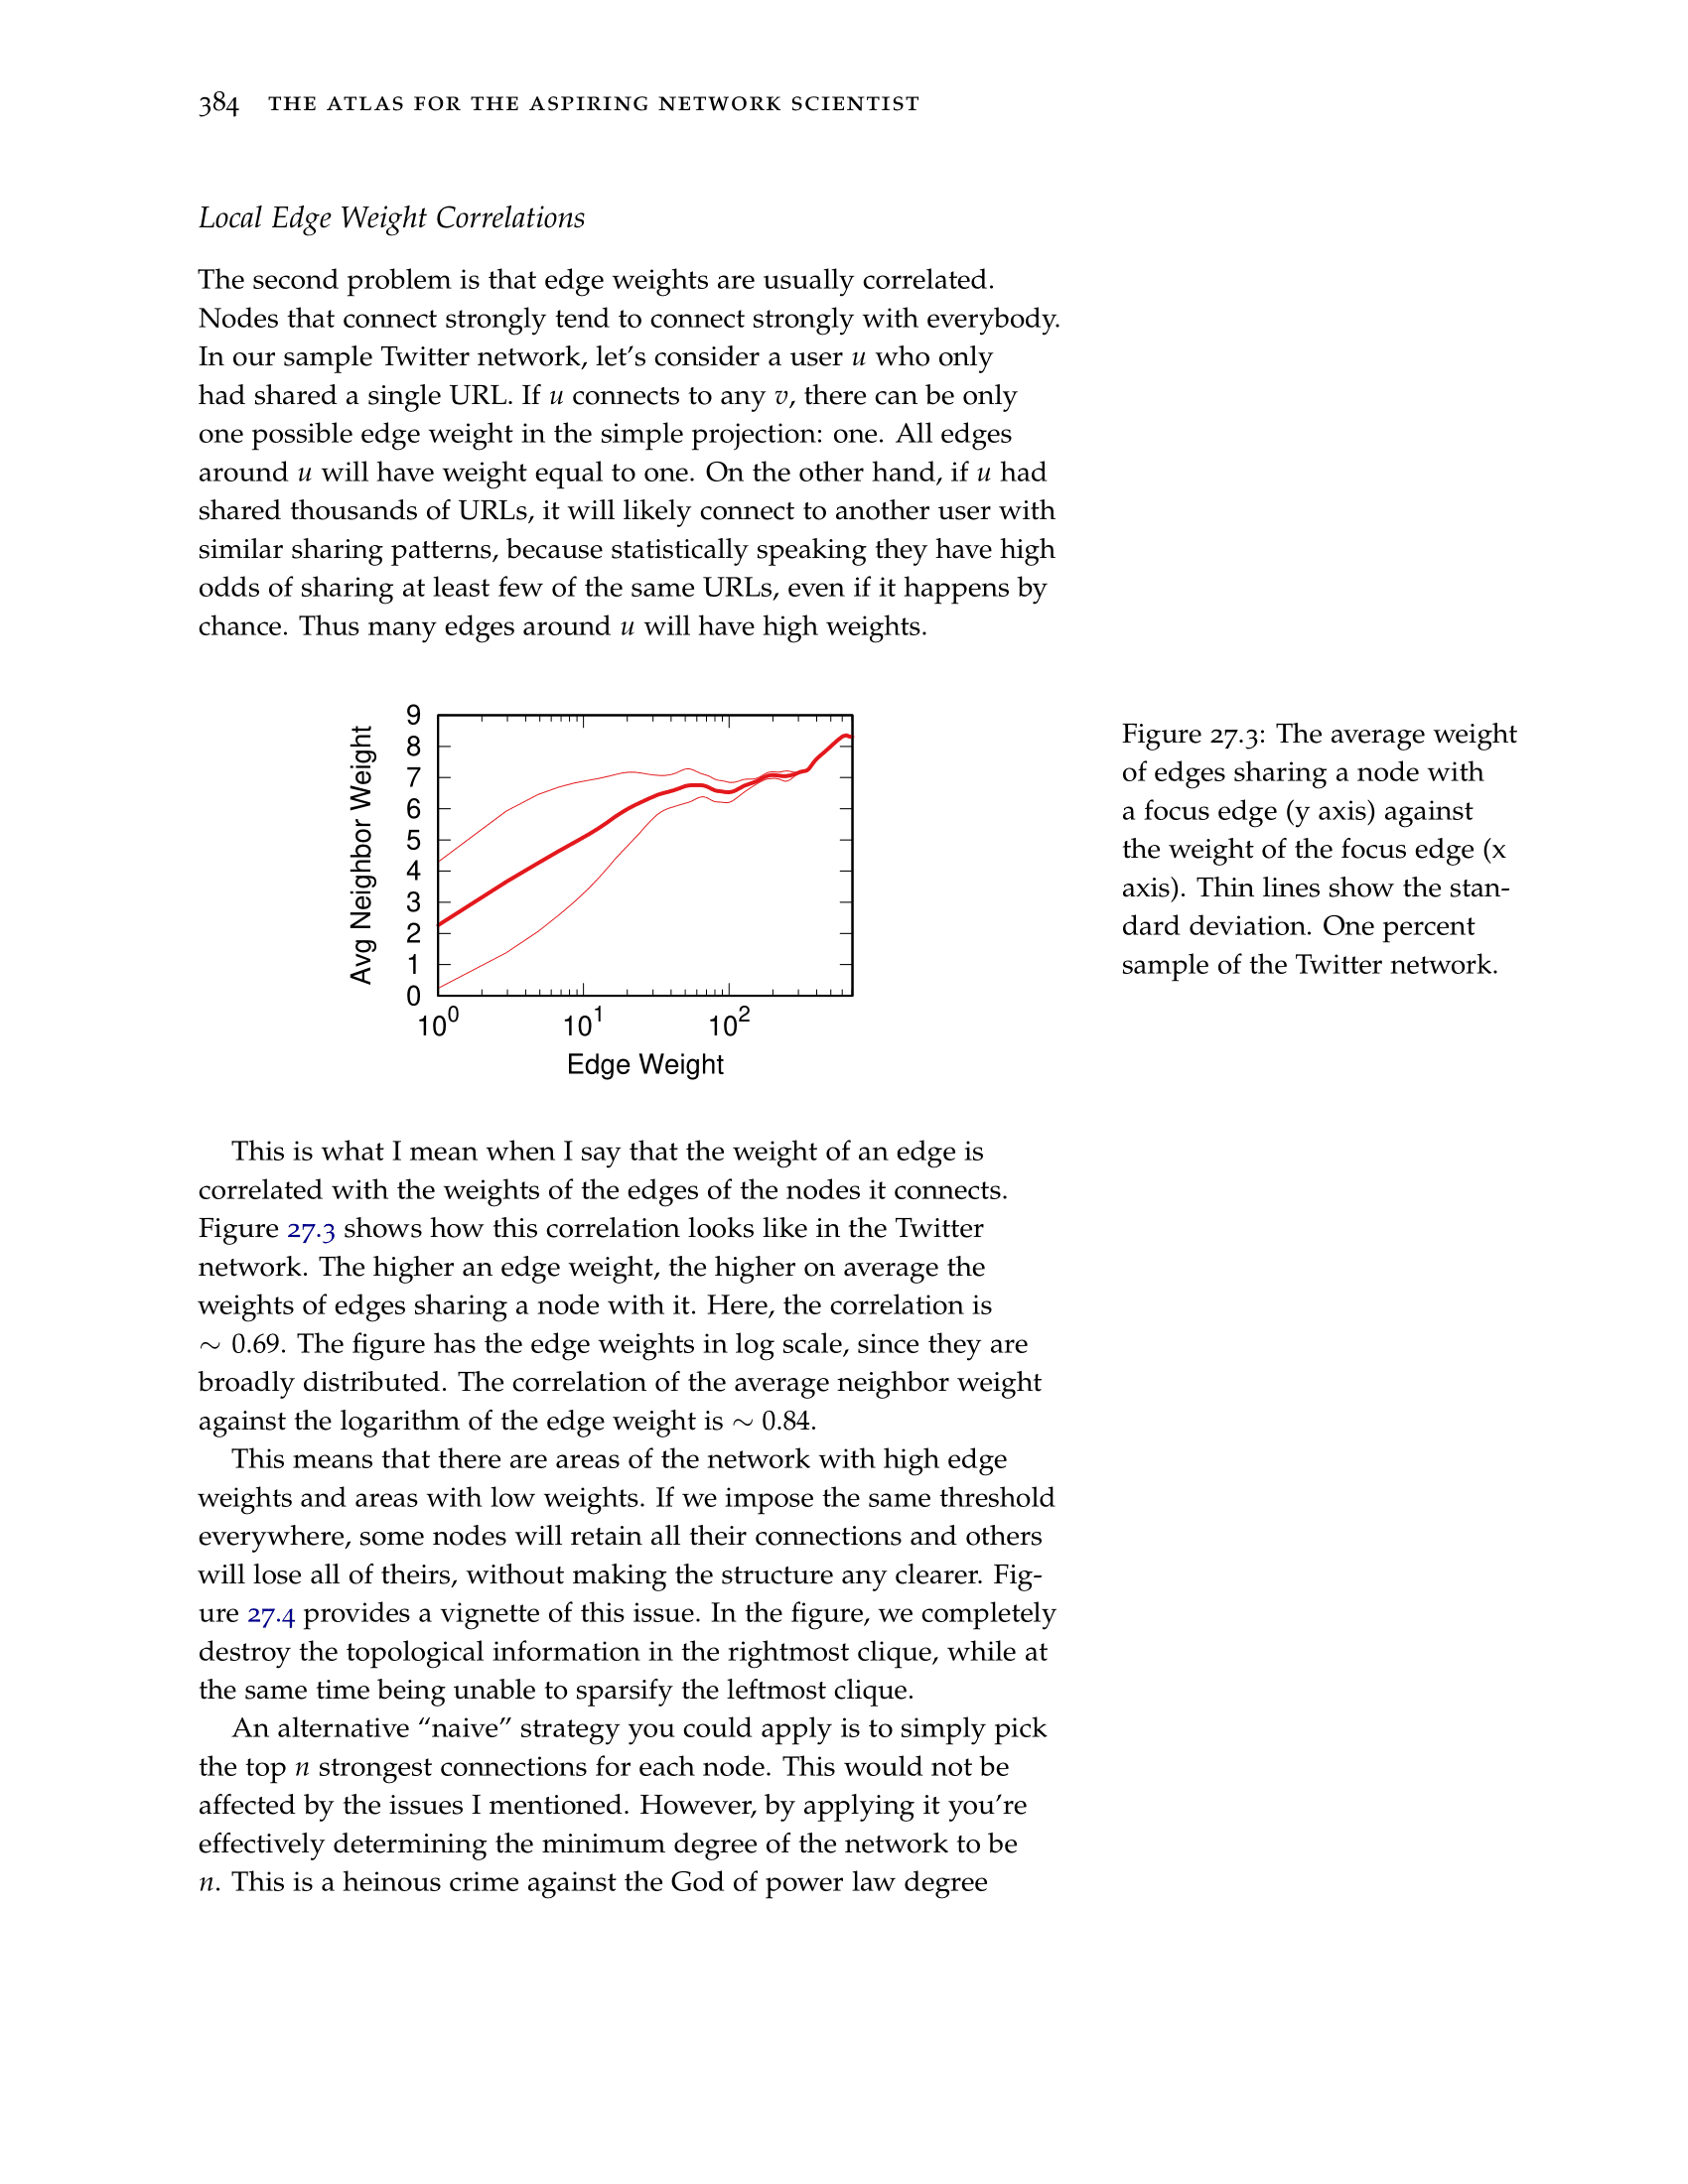 384 THE ATLAS FOR THE ASPIRING NETWORK SCIENTIST
Local Edge Weight Correlations
The second problem is that edge weights are usually correlated.
Nodes that connect strongly tend to connect strongly with everybody.
In our sample Twitter network, let's consider a user u who only
had shared a single URL. If u connects to any v, there can be only
one possible edge weight in the simple projection: one. All edges
around u will have weight equal to one. On the other hand, if u had
shared thousands of URLs, it will likely connect to another user with
similar sharing patterns, because statistically speaking they have high
odds of sharing at least few of the same URLs, even if it happens by
chance. Thus many edges around u will have high weights.
Avg Neighbor Weight
9
8
7
6
5
4
3
2
1
0
10^0 10^1 10^2
Edge Weight
Figure 27.3: The average weight
of edges sharing a node with
a focus edge (y axis) against
the weight of the focus edge (x
axis). Thin lines show the stan-
dard deviation. One percent
sample of the Twitter network.
This is what I mean when I say that the weight of an edge is
correlated with the weights of the edges of the nodes it connects.
Figure 27.3 shows how this correlation looks like in the Twitter
network. The higher an edge weight, the higher on average the
weights of edges sharing a node with it. Here, the correlation is
∼ 0.69. The figure has the edge weights in log scale, since they are
broadly distributed. The correlation of the average neighbor weight
against the logarithm of the edge weight is ∼ 0.84.
This means that there are areas of the network with high edge
weights and areas with low weights. If we impose the same threshold
everywhere, some nodes will retain all their connections and others
will lose all of theirs, without making the structure any clearer. Fig-
ure 27.4 provides a vignette of this issue. In the figure, we completely
destroy the topological information in the rightmost clique, while at
the same time being unable to sparsify the leftmost clique.
An alternative “naive” strategy you could apply is to simply pick
the top n strongest connections for each node. This would not be
affected by the issues I mentioned. However, by applying it you're
effectively determining the minimum degree of the network to be
n. This is a heinous crime against the God of power law degree